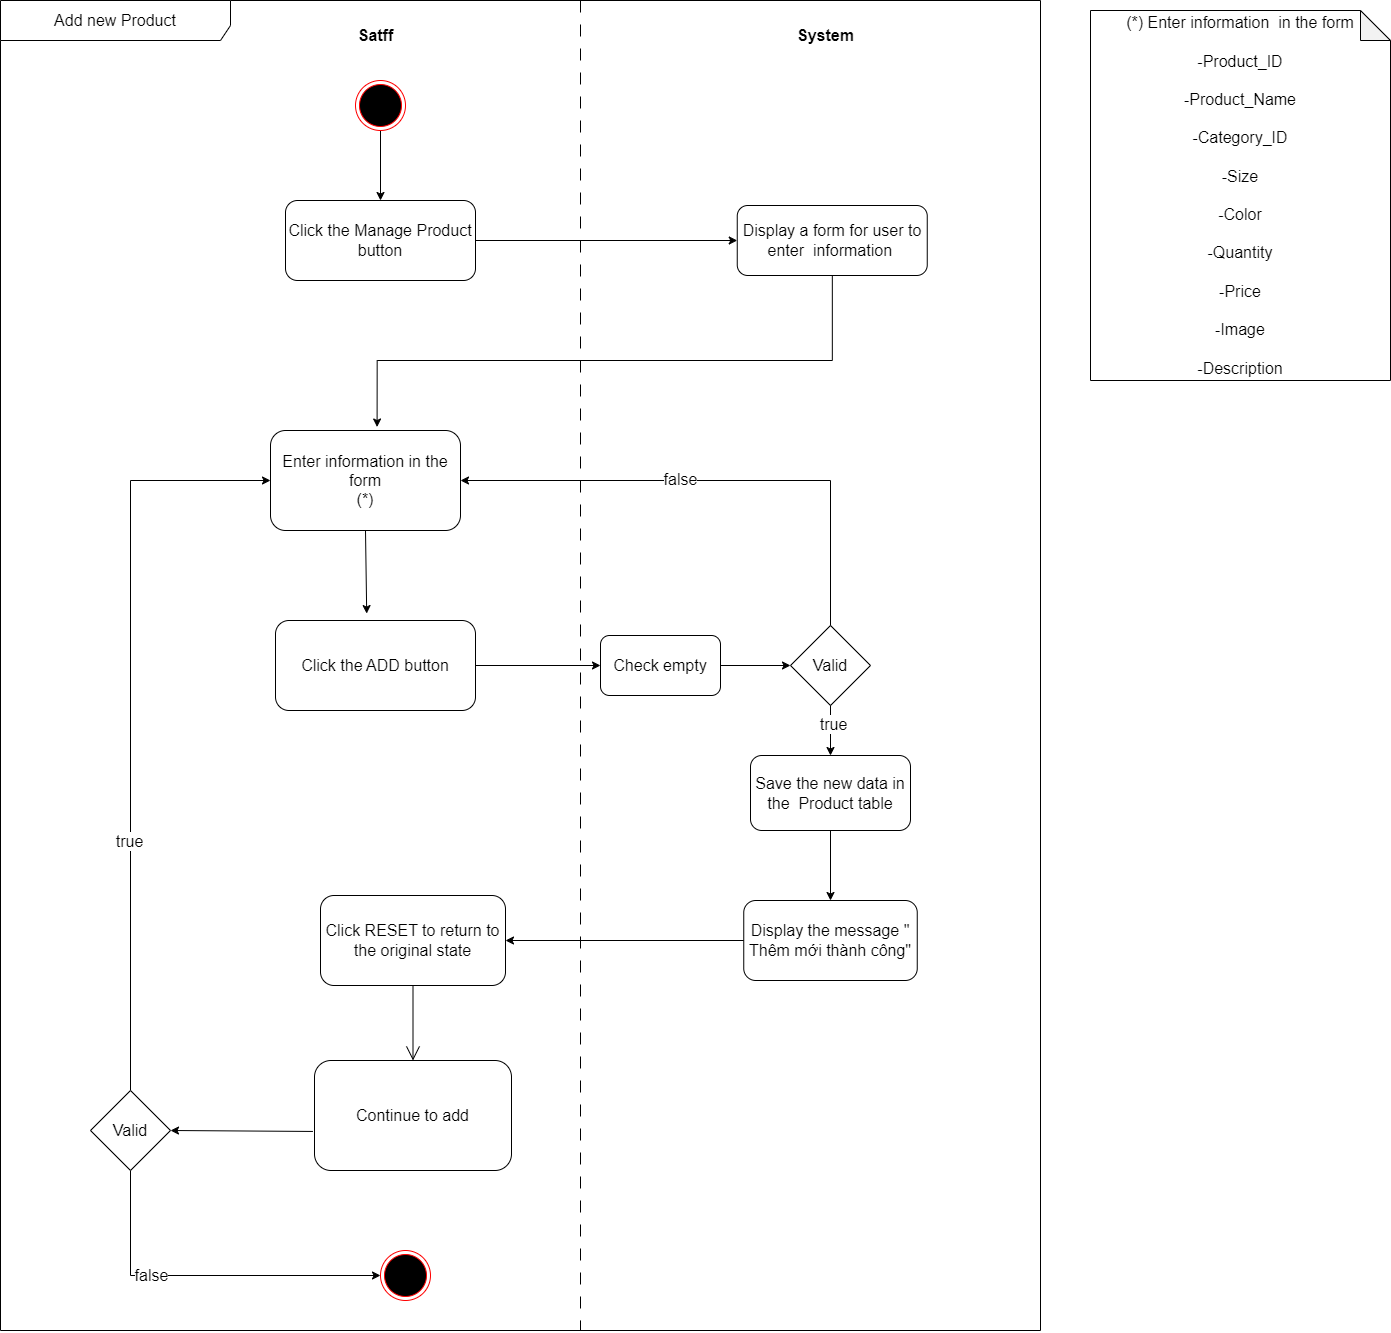 Add new Product
Satff
System
Click the Manage Product
button
Display a form for user to
enter information
Enter information in the
form
(*)
false
Click the ADD button
Check empty
Valid
true
Save the new data in
the Product table
true
Click RESET to return to
the original state
Display the message "
Thêm mới thành công"
Continue to add
Valid
false
(*) Enter information in the form
-Product_ID
-Product_Name
-Category_ID
-Size
-Color
-Quantity
-Price
-Image
-Description